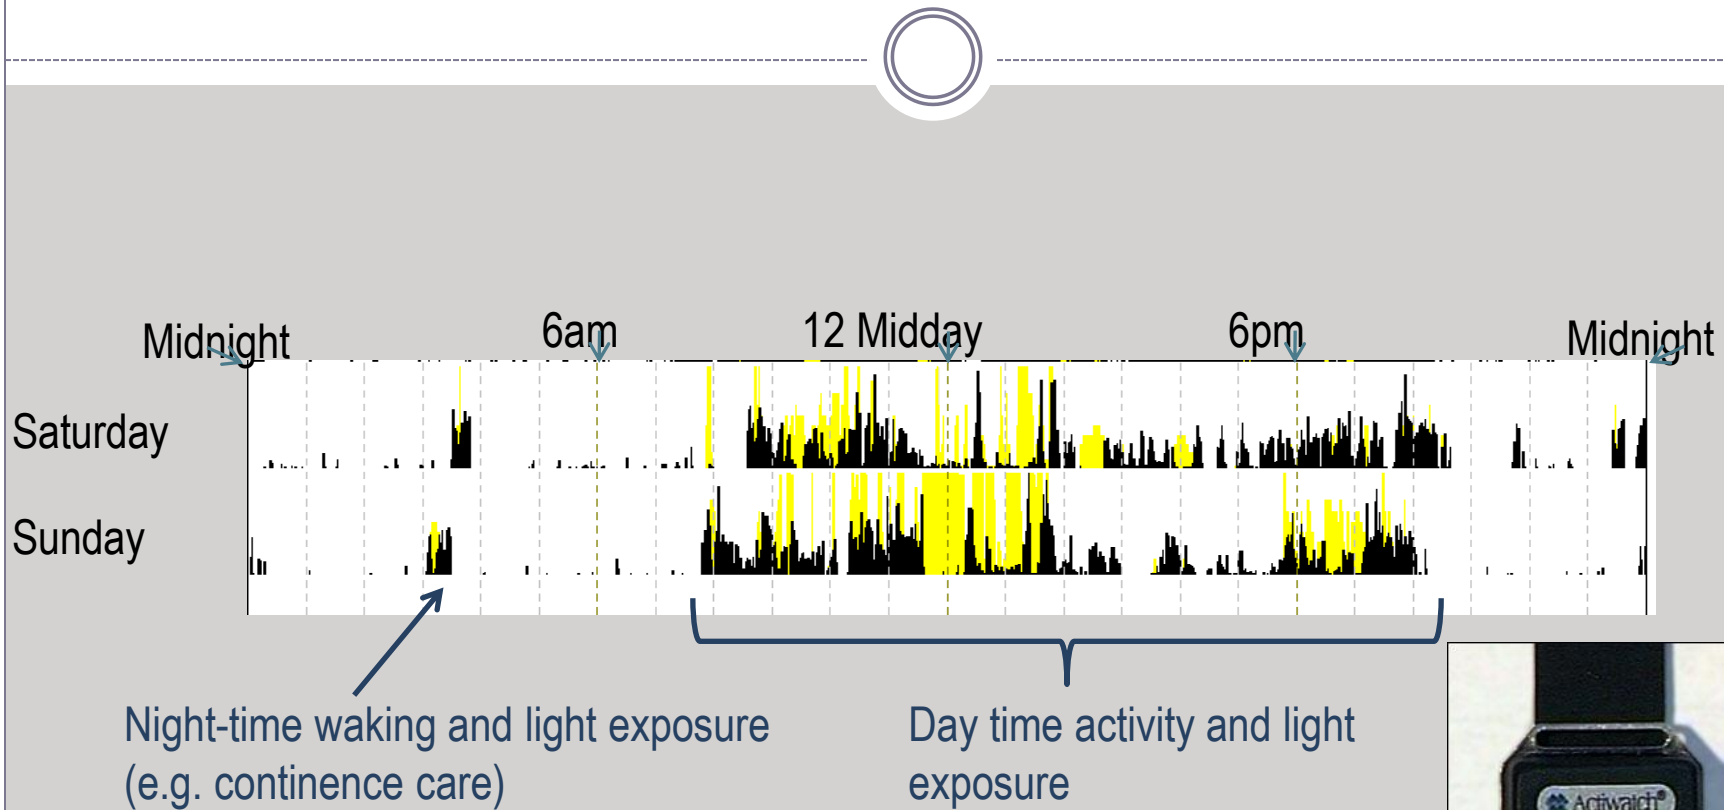 Midnight
6am
12 Midday
6pm
Midnight
Saturday
Sunday
Night-time waking and light exposure
(e.g. continence care)
Day time activity and light
exposure
Actiwatch®